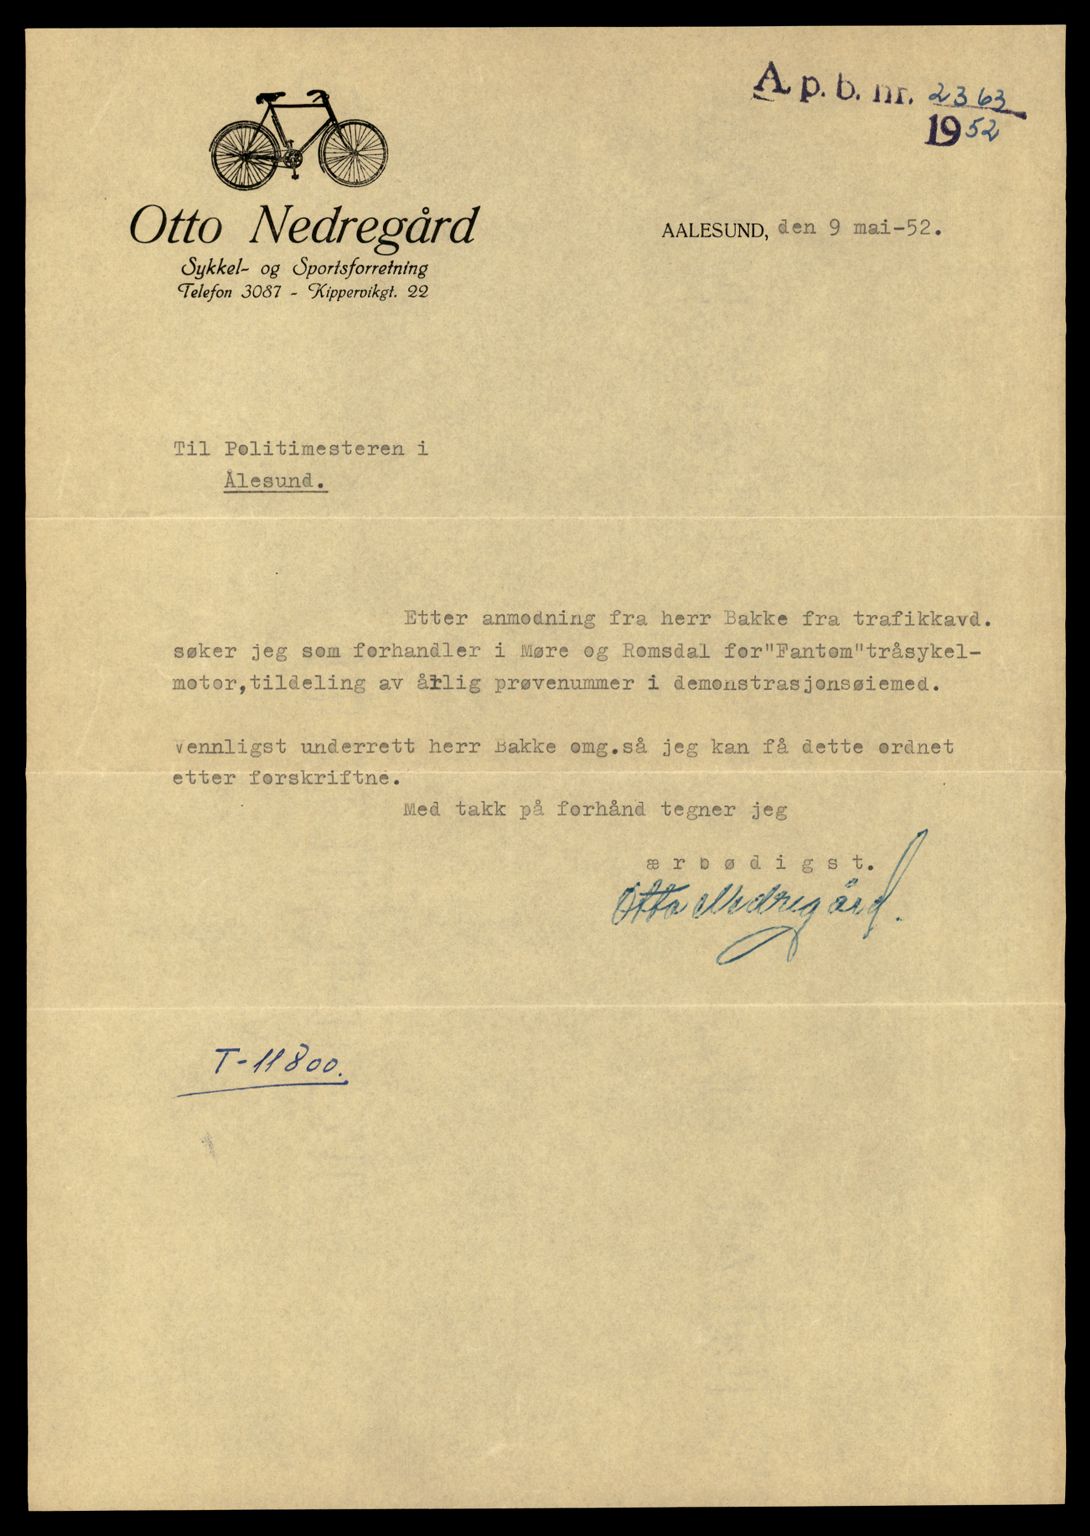 A. p. b. nr. 2363
1952
Otto Nedregård
Sykkel- og Sportsforretning
Telefon 3087 - Kippervikgt. 22
AALESUND, den 9 mai-52.
Til Politimesteren i
Ålesund.
Etter anmodning fra herr Bakke fra trafikkavd.
søker jeg som forhandler i Møre og Romsdal for"Fantom"tråsykel-
motor,tildeling av årlig prøvenummer i demonstrasjonsøiemed.
Vennligst underrett herr Bakke omg.så jeg kan få dette ordnet
etter forskriftne.
Med takk på forhånd tegner jeg
æ r b ø d i g s t.
Otto Nedregård.
T-11800.